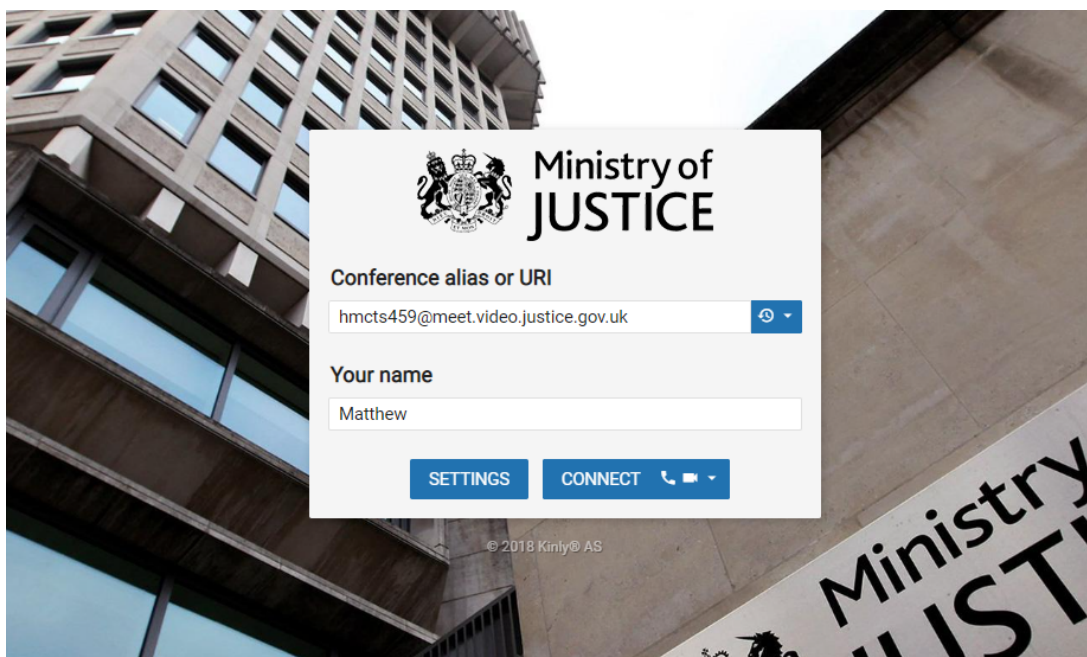 Ministry of
JUSTICE
Conference alias or URI
hmcts459@meet.video.justice.gov.uk
Your name
Matthew
SETTINGS
CONNECT
© 2018 Kinly® AS
Ministry
JUST